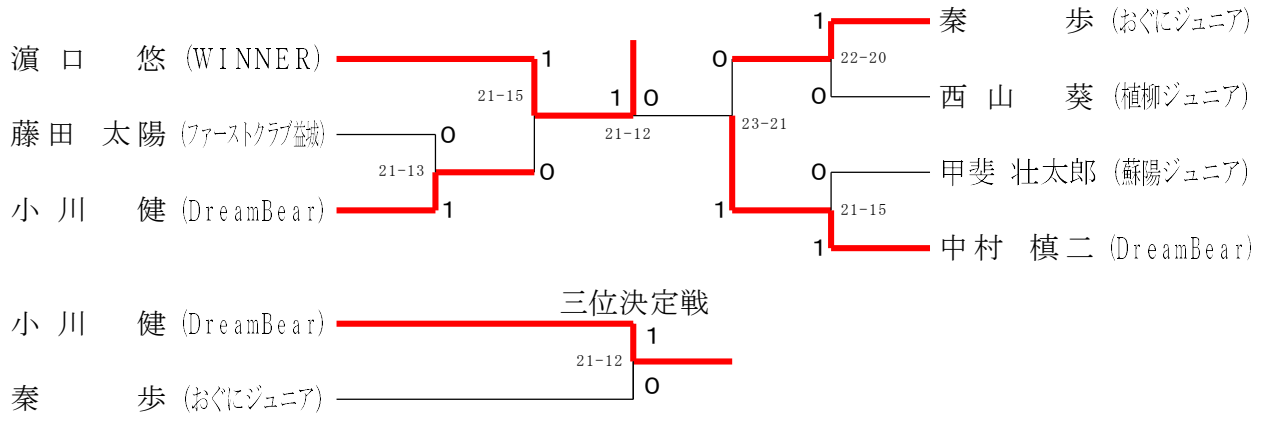 1 秦 歩 (おぐにジュニア)
濵口 悠 (WINNER) 1 0 22-20
21-15 1 0 0 西山 葵 (植柳ジュニア)
藤田 太陽 (ファーストクラブ益城) 0 21-12 23-21
21-13 0 0 甲斐 壮太郎 (蘇陽ジュニア)
小川 健 (DreamBear) 1 1 21-15
1 中村 槙二 (DreamBear)
三位決定戦
小川 健 (DreamBear) 1
21-12
秦 歩 (おぐにジュニア) 0